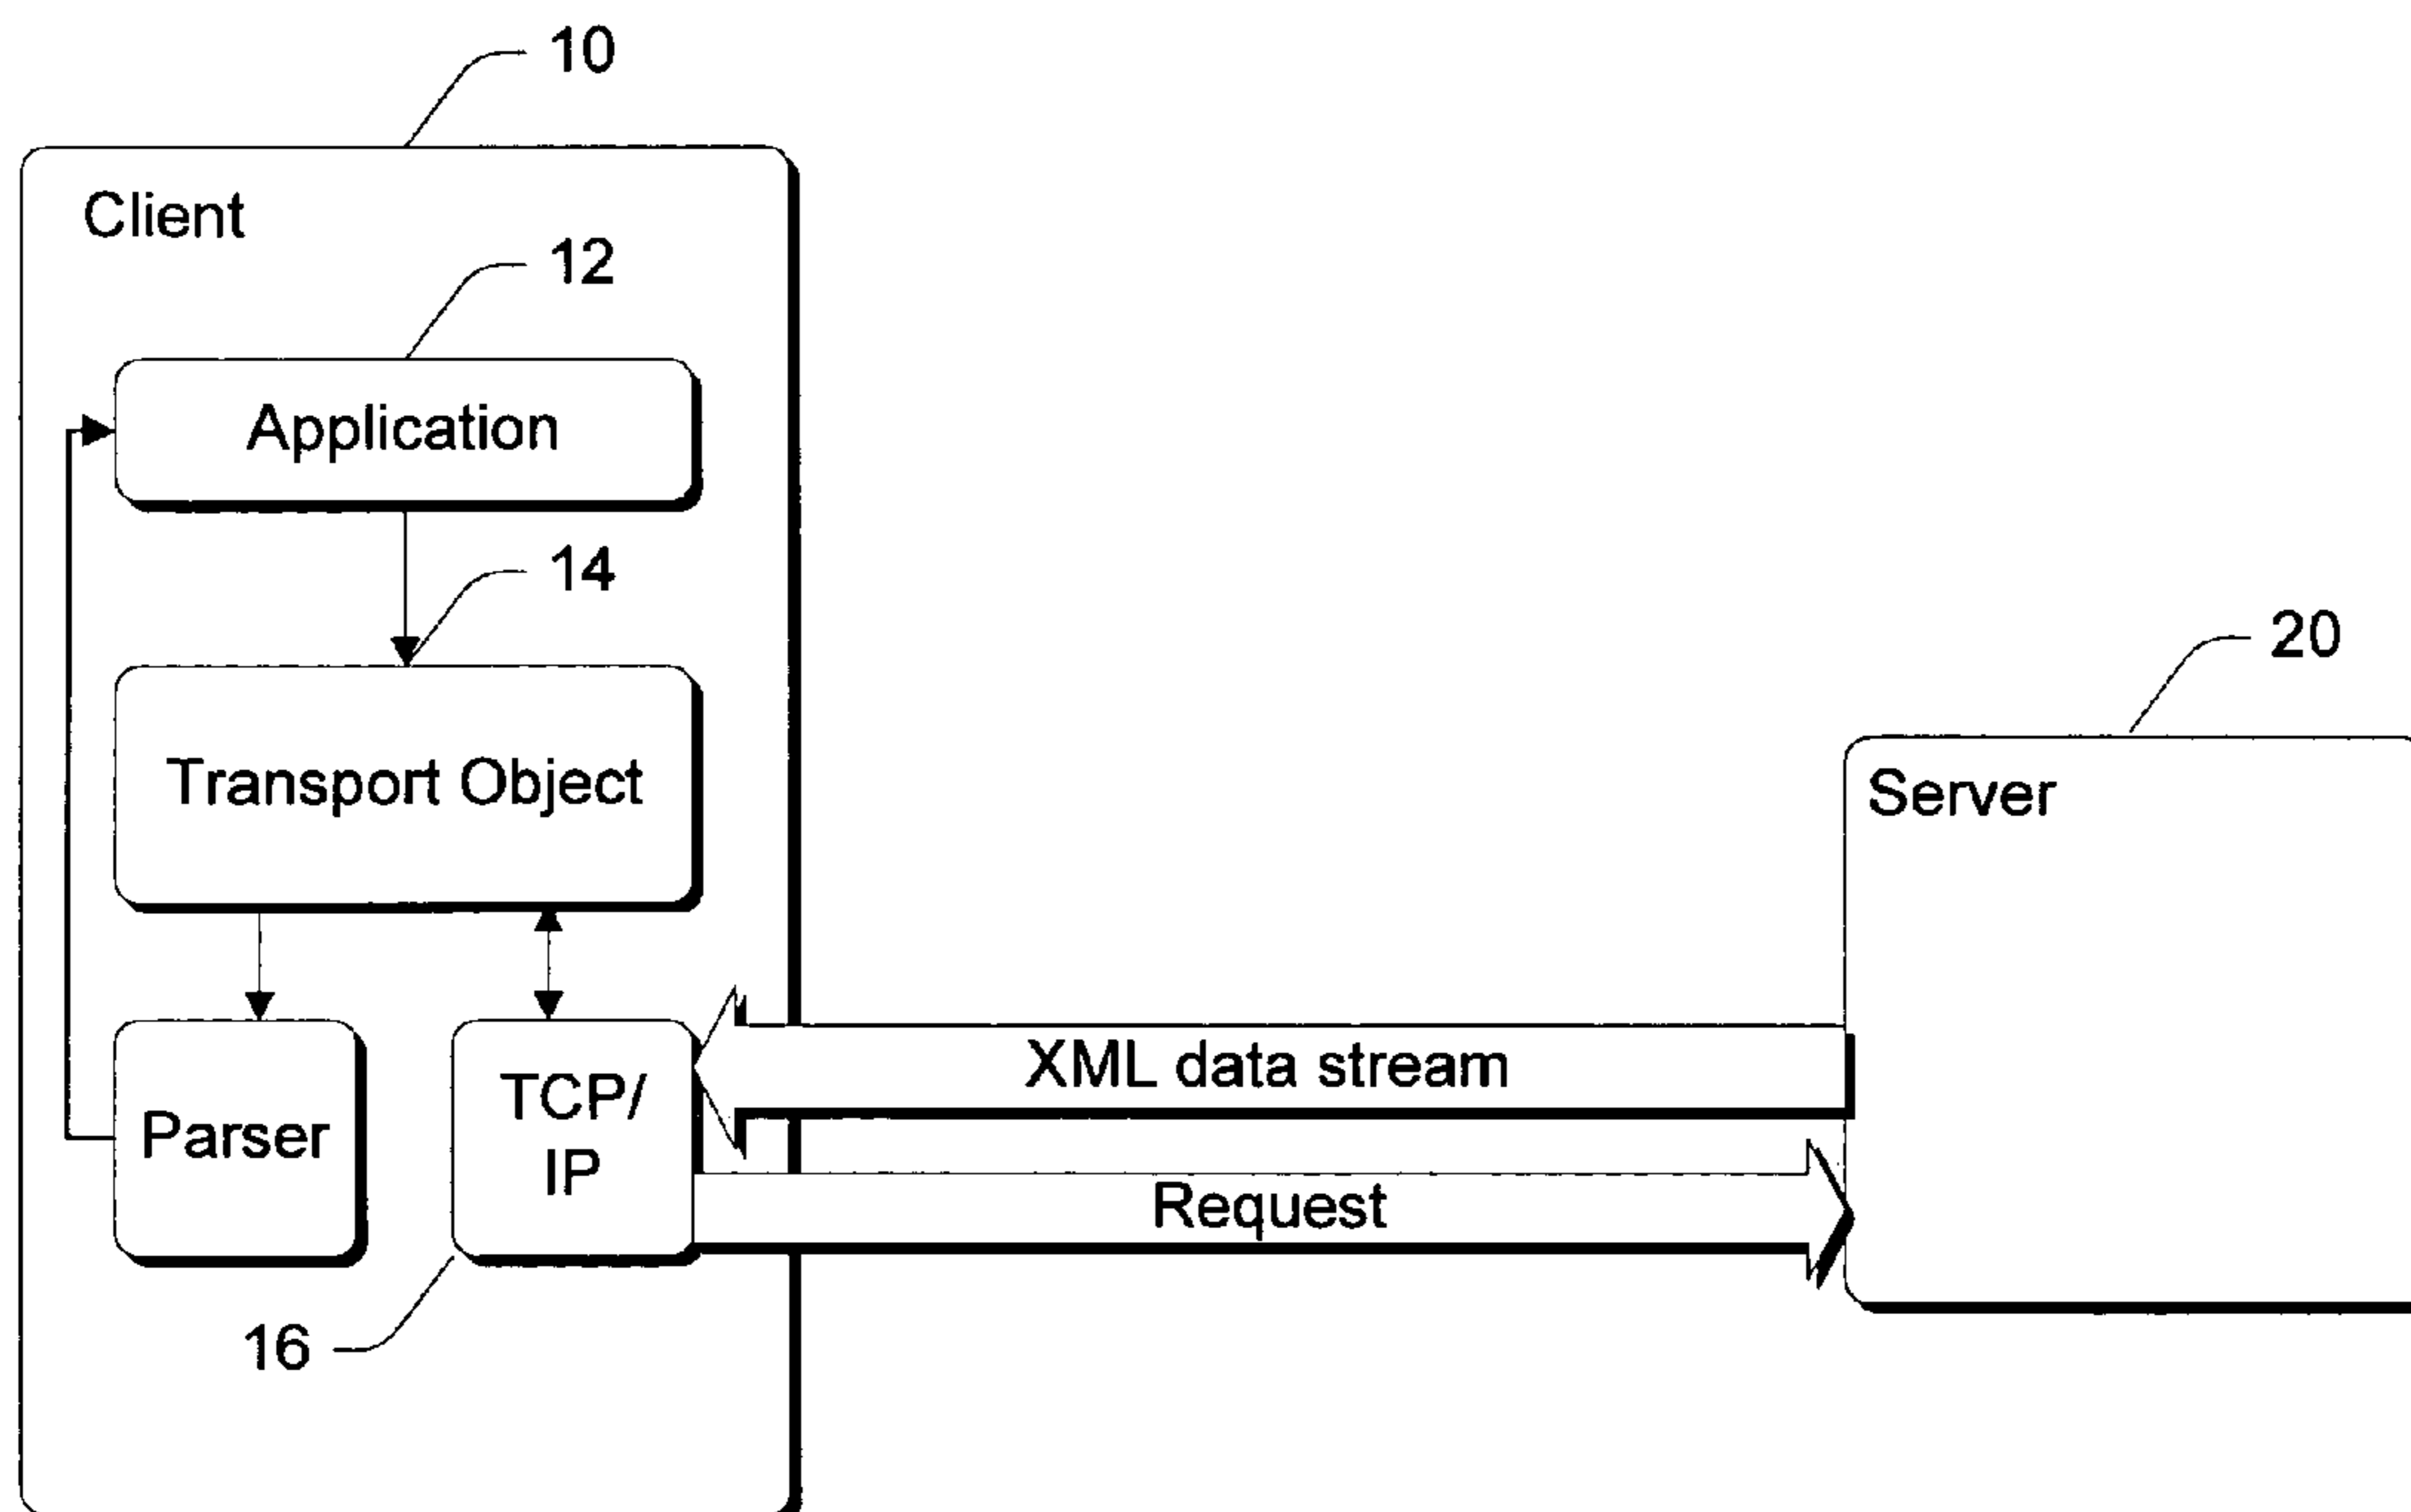 10
Client
12
Application
14
Transport Object
20
Server
XML data stream
TCP/
IP
Parser
Request
16